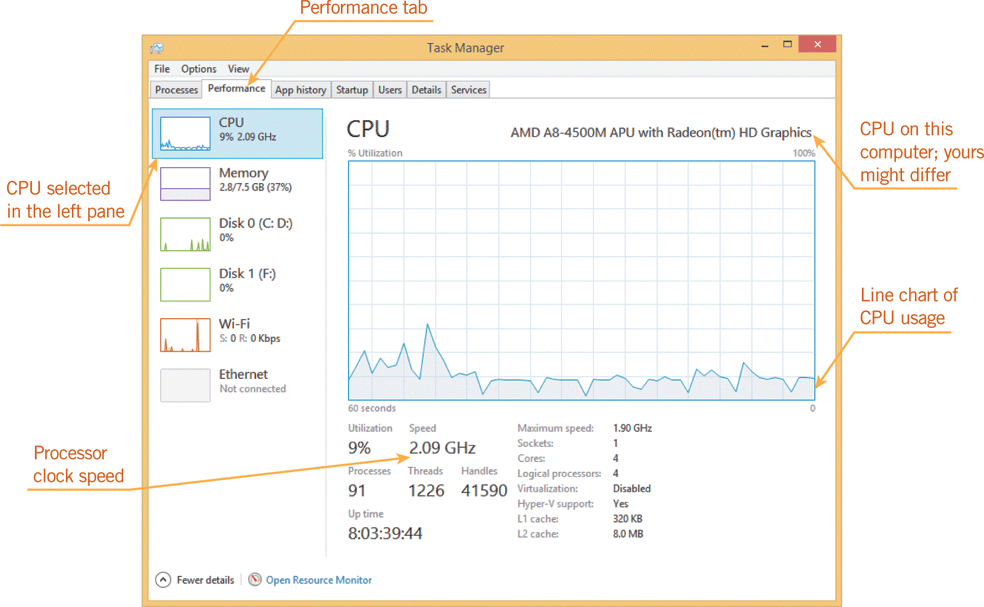 Performance tab
Task Manager
File Options View
Processes Performance App history Startup Users Details Services
CPU
9% 2.09 GHz
Memory
2.8/7.5 GB (37%)
Disk 0 (C: D:)
0%
Disk 1 (F:)
0%
Wi-Fi
S: 0 R: 0 Kbps
Ethernet
Not connected
CPU selected
in the left pane
CPU AMD A8-4500M APU with Radeon(tm) HD Graphics
% Utilization 100%
CPU on this
computer; yours
might differ
Line chart of
CPU usage
60 seconds 0
Utilization Speed
9% 2.09 GHz
Processes Threads Handles
91 1226 41590
Up time
8:03:39:44
Maximum speed: 1.90 GHz
Sockets: 1
Cores: 4
Logical processors: 4
Virtualization: Disabled
Hyper-V support: Yes
L1 cache: 320 KB
L2 cache: 8.0 MB
Processor
clock speed
Fewer details Open Resource Monitor